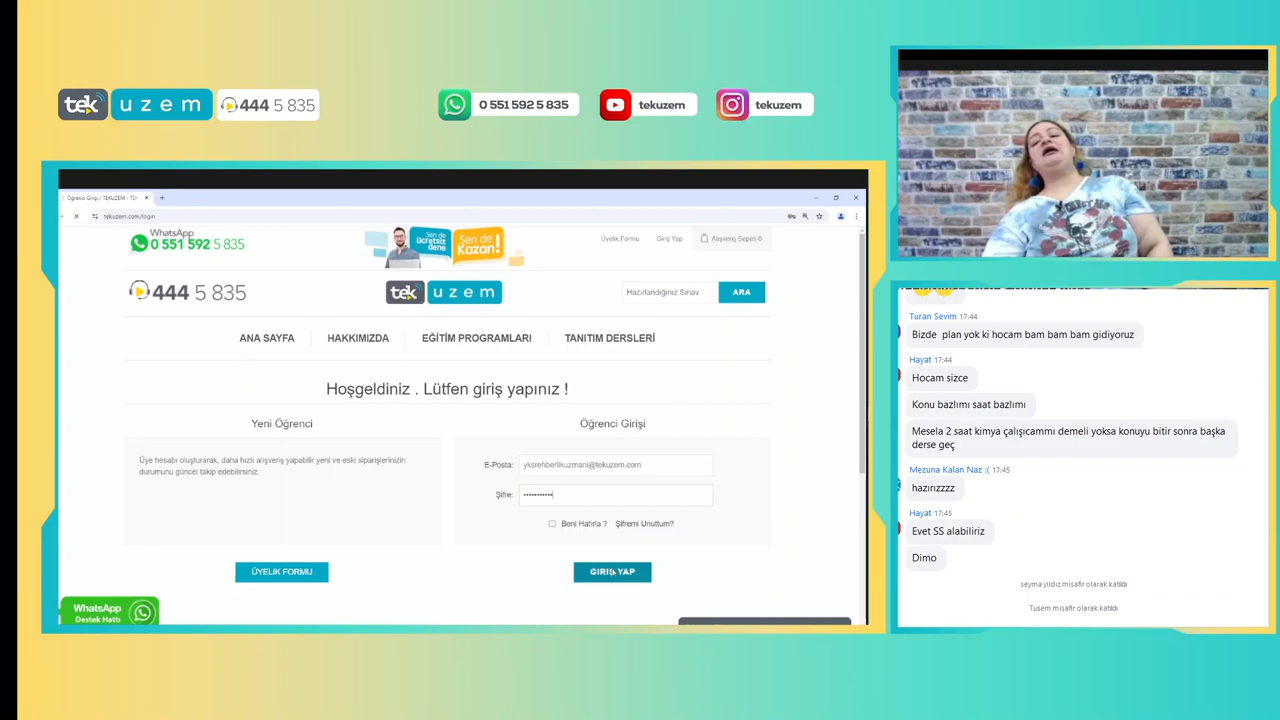 tek uzem 444 5 835
0 551 592 5 835
tekuzem
tekuzem
Öğrenci Girişi / TEKUZEM - TE
tekuzem.com/login
WhatsApp
0 551 592 5 835
Sen de ücretsiz dene
Sen de Kazan!
Üyelik Formu
Giriş Yap
Alışveriş Sepeti 0
444 5 835
tek uzem
Hazırlandığınız Sınav
ARA
ANA SAYFA
HAKKIMIZDA
EĞİTİM PROGRAMLARI
TANITIM DERSLERİ
Hoşgeldiniz . Lütfen giriş yapınız !
Yeni Öğrenci
Üye hesabı oluşturarak, daha hızlı alışveriş yapabilir yeni ve eski siparişlerinizin
durumunu güncel takip edebilirsiniz.
ÜYELIK FORMU
Öğrenci Girişi
E-Posta: yksrehberlikuzmani@tekuzem.com
Şifre: •••••••••••
Beni Hatırla ? Şifremi Unuttum?
GIRIŞ YAP
WhatsApp
Destek Hattı
Turan Sevim 17:44
Bizde plan yok ki hocam bam bam bam gidiyoruz
Hayat 17:44
Hocam sizce
Konu bazlımı saat bazlımı
Mesela 2 saat kimya çalışıcammı demeli yoksa konuyu bitir sonra başka
derse geç
Mezuna Kalan Naz :( 17:45
hazırızzzz
Hayat 17:45
Evet SS alabiliriz
Dimo
seyma yıldız misafir olarak katıldı
Tusem misafir olarak katıldı